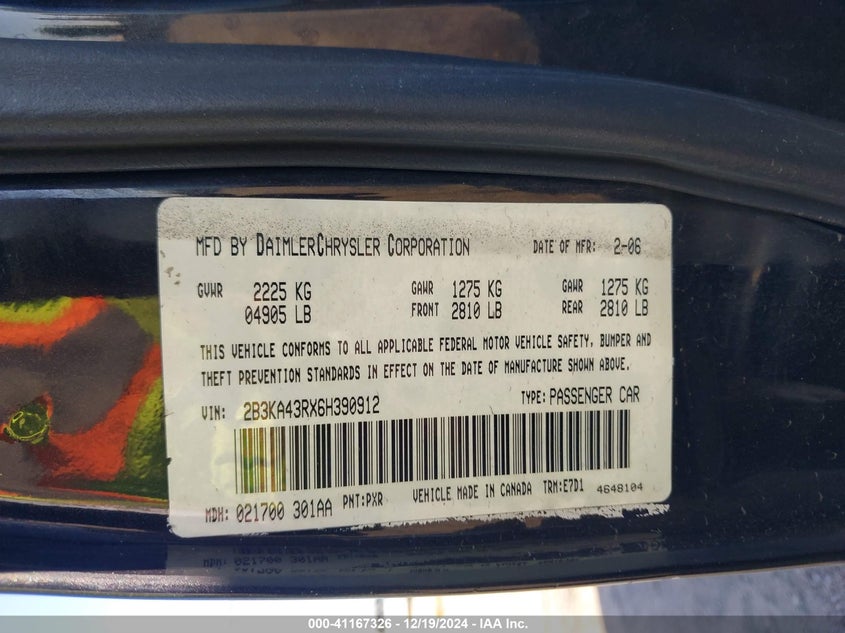 MFD BY DAIMLERCHRYSLER CORPORATION DATE OF MFR: 2-06
GVWR 2225 KG GAWR 1275 KG GAWR 1275 KG
04905 LB FRONT 2810 LB REAR 2810 LB
THIS VEHICLE CONFORMS TO ALL APPLICABLE FEDERAL MOTOR VEHICLE SAFETY, BUMPER AND
THEFT PREVENTION STANDARDS IN EFFECT ON THE DATE OF MANUFACTURE SHOWN ABOVE.
VIN: 2B3KA43RX6H390912 TYPE: PASSENGER CAR
MDH: 021700 301AA PNT:PXR VEHICLE MADE IN CANADA TRM:E7D1 4648104
MDH: 021700 301AA
000-41167326 - 12/19/2024 - IAA Inc.